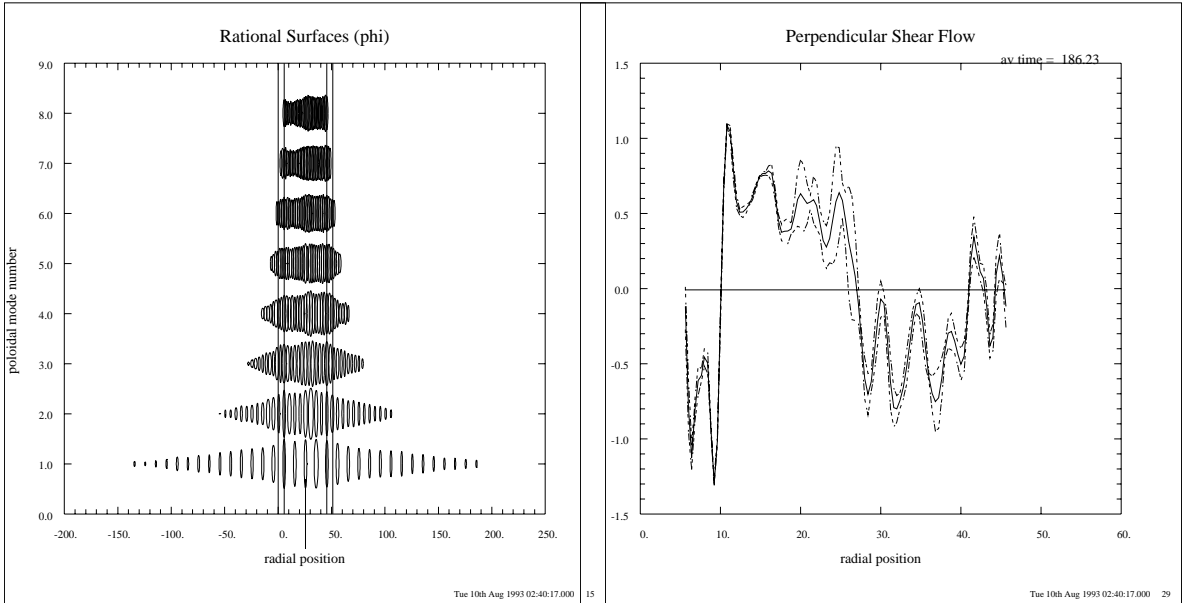 Rational Surfaces (phi)
9.0
8.0
7.0
6.0
5.0
4.0
3.0
2.0
1.0
0.0
poloidal mode number
-200. -150. -100. -50. 0. 50. 100. 150. 200. 250.
radial position
Tue 10th Aug 1993 02:40:17.000 15
Perpendicular Shear Flow
av time = 186.23
1.5
1.0
0.5
0.0
-0.5
-1.0
-1.5
0. 10. 20. 30. 40. 50. 60.
radial position
Tue 10th Aug 1993 02:40:17.000 29